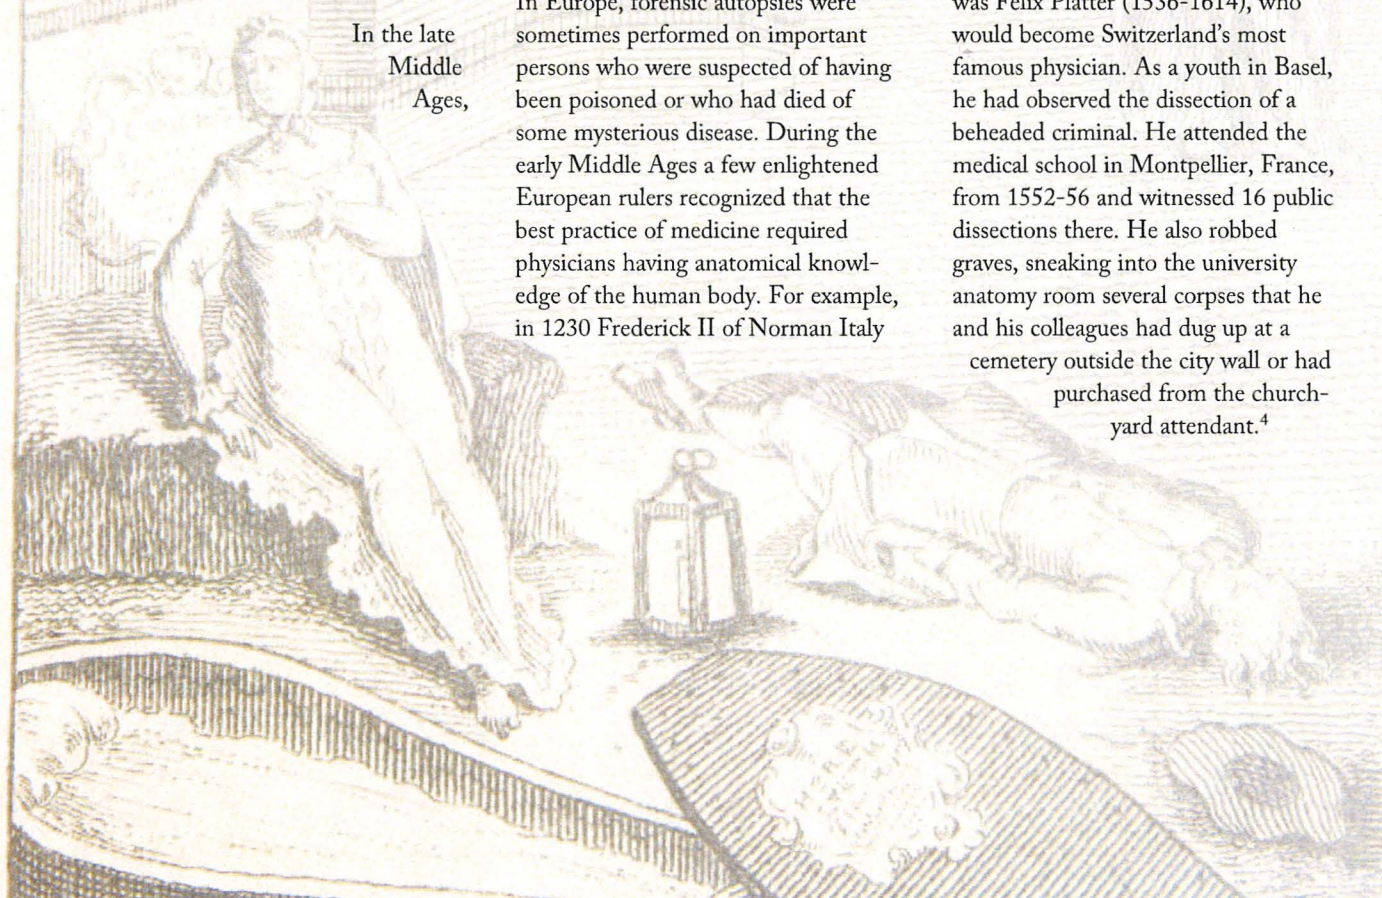 In the late
Middle
Ages,
In Europe, forensic autopsies were
sometimes performed on important
persons who were suspected of having
been poisoned or who had died of
some mysterious disease. During the
early Middle Ages a few enlightened
European rulers recognized that the
best practice of medicine required
physicians having anatomical knowl-
edge of the human body. For example,
in 1230 Frederick II of Norman Italy
was Felix Platter (1536-1614), who
would become Switzerland's most
famous physician. As a youth in Basel,
he had observed the dissection of a
beheaded criminal. He attended the
medical school in Montpellier, France,
from 1552-56 and witnessed 16 public
dissections there. He also robbed
graves, sneaking into the university
anatomy room several corpses that he
and his colleagues had dug up at a
cemetery outside the city wall or had
purchased from the church-
yard attendant.4